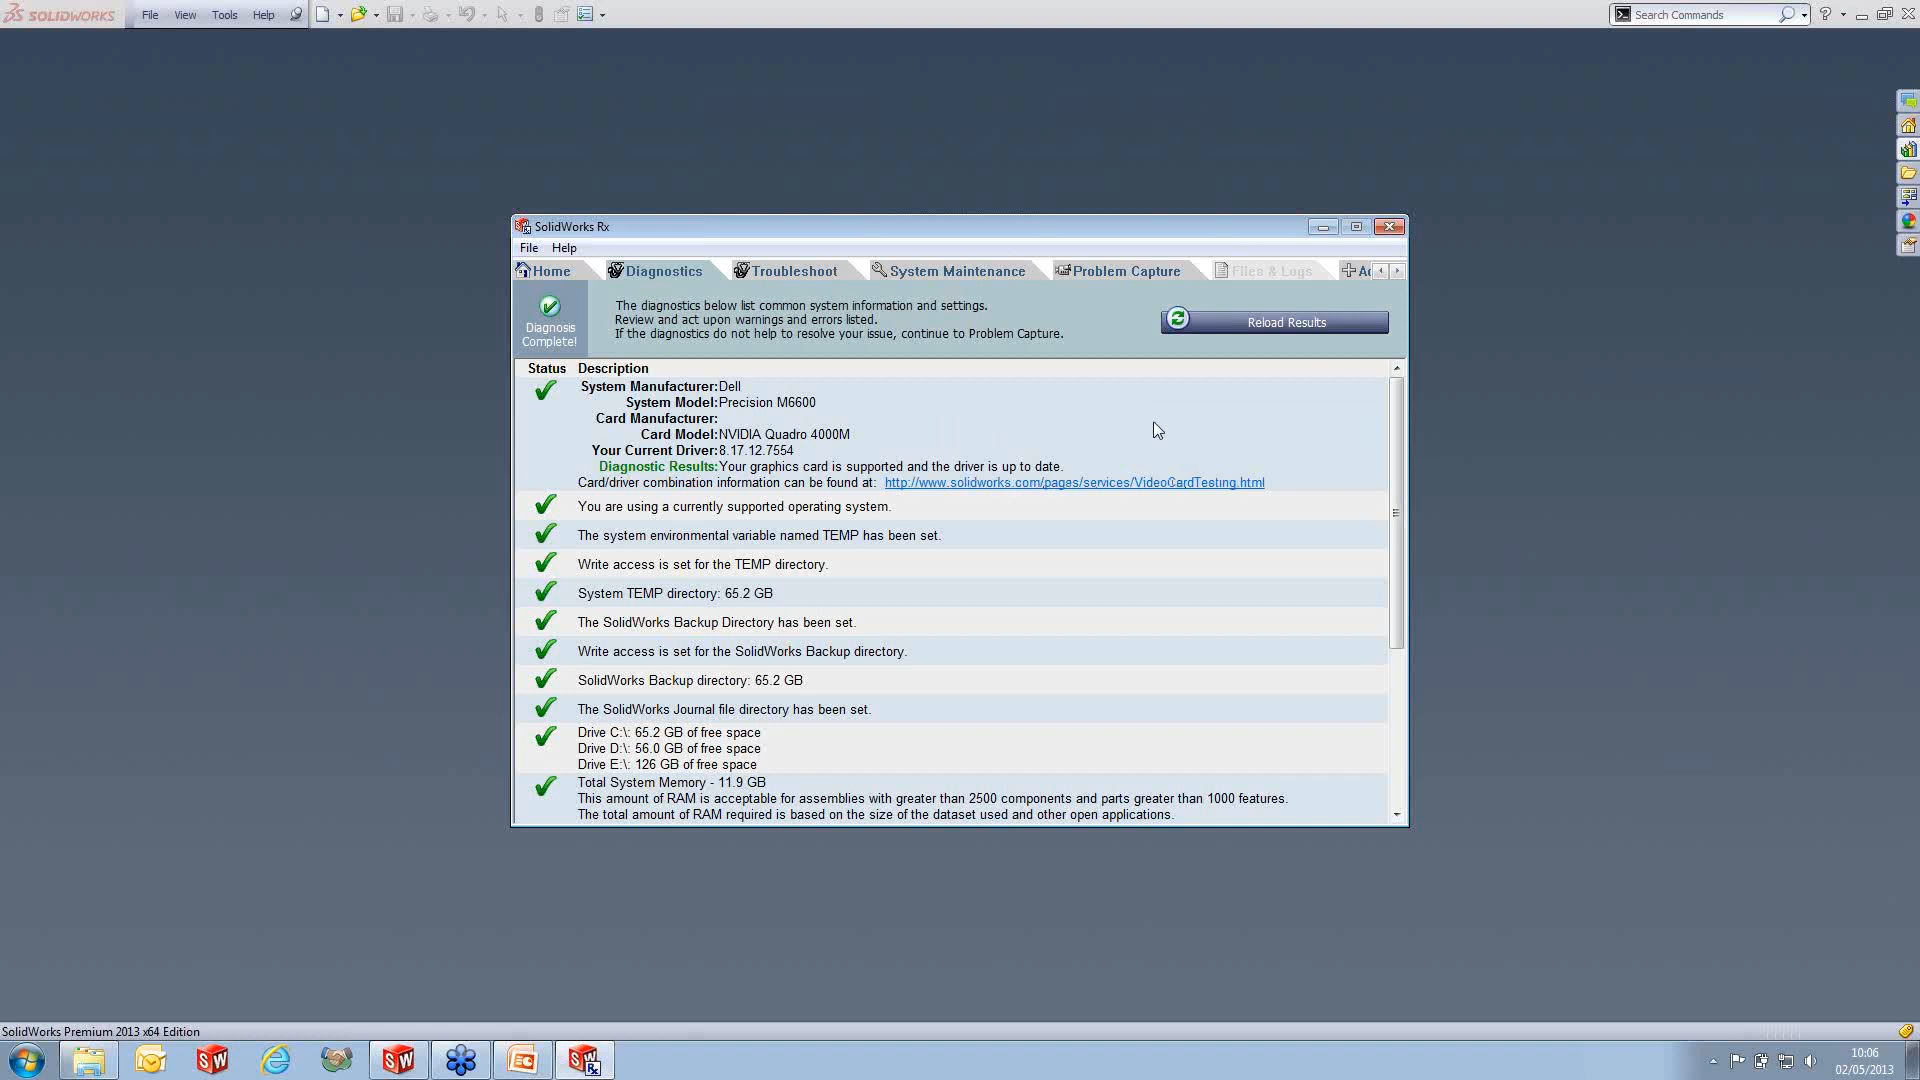 SOLIDWORKS File View Tools Help Search Commands
SolidWorks Rx
File Help
Home Diagnostics Troubleshoot System Maintenance Problem Capture Files & Logs
Diagnosis
Complete!
The diagnostics below list common system information and settings.
Review and act upon warnings and errors listed.
If the diagnostics do not help to resolve your issue, continue to Problem Capture.
Reload Results
Status Description
System Manufacturer:Dell
System Model:Precision M6600
Card Manufacturer:
Card Model:NVIDIA Quadro 4000M
Your Current Driver:8.17.12.7554
Diagnostic Results:Your graphics card is supported and the driver is up to date.
Card/driver combination information can be found at: http://www.solidworks.com/pages/services/VideoCardTesting.html
You are using a currently supported operating system.
The system environmental variable named TEMP has been set.
Write access is set for the TEMP directory.
System TEMP directory: 65.2 GB
The SolidWorks Backup Directory has been set.
Write access is set for the SolidWorks Backup directory.
SolidWorks Backup directory: 65.2 GB
The SolidWorks Journal file directory has been set.
Drive C:\: 65.2 GB of free space
Drive D:\: 56.0 GB of free space
Drive E:\: 126 GB of free space
Total System Memory - 11.9 GB
This amount of RAM is acceptable for assemblies with greater than 2500 components and parts greater than 1000 features.
The total amount of RAM required is based on the size of the dataset used and other open applications.
SolidWorks Premium 2013 x64 Edition
10:06
02/05/2013